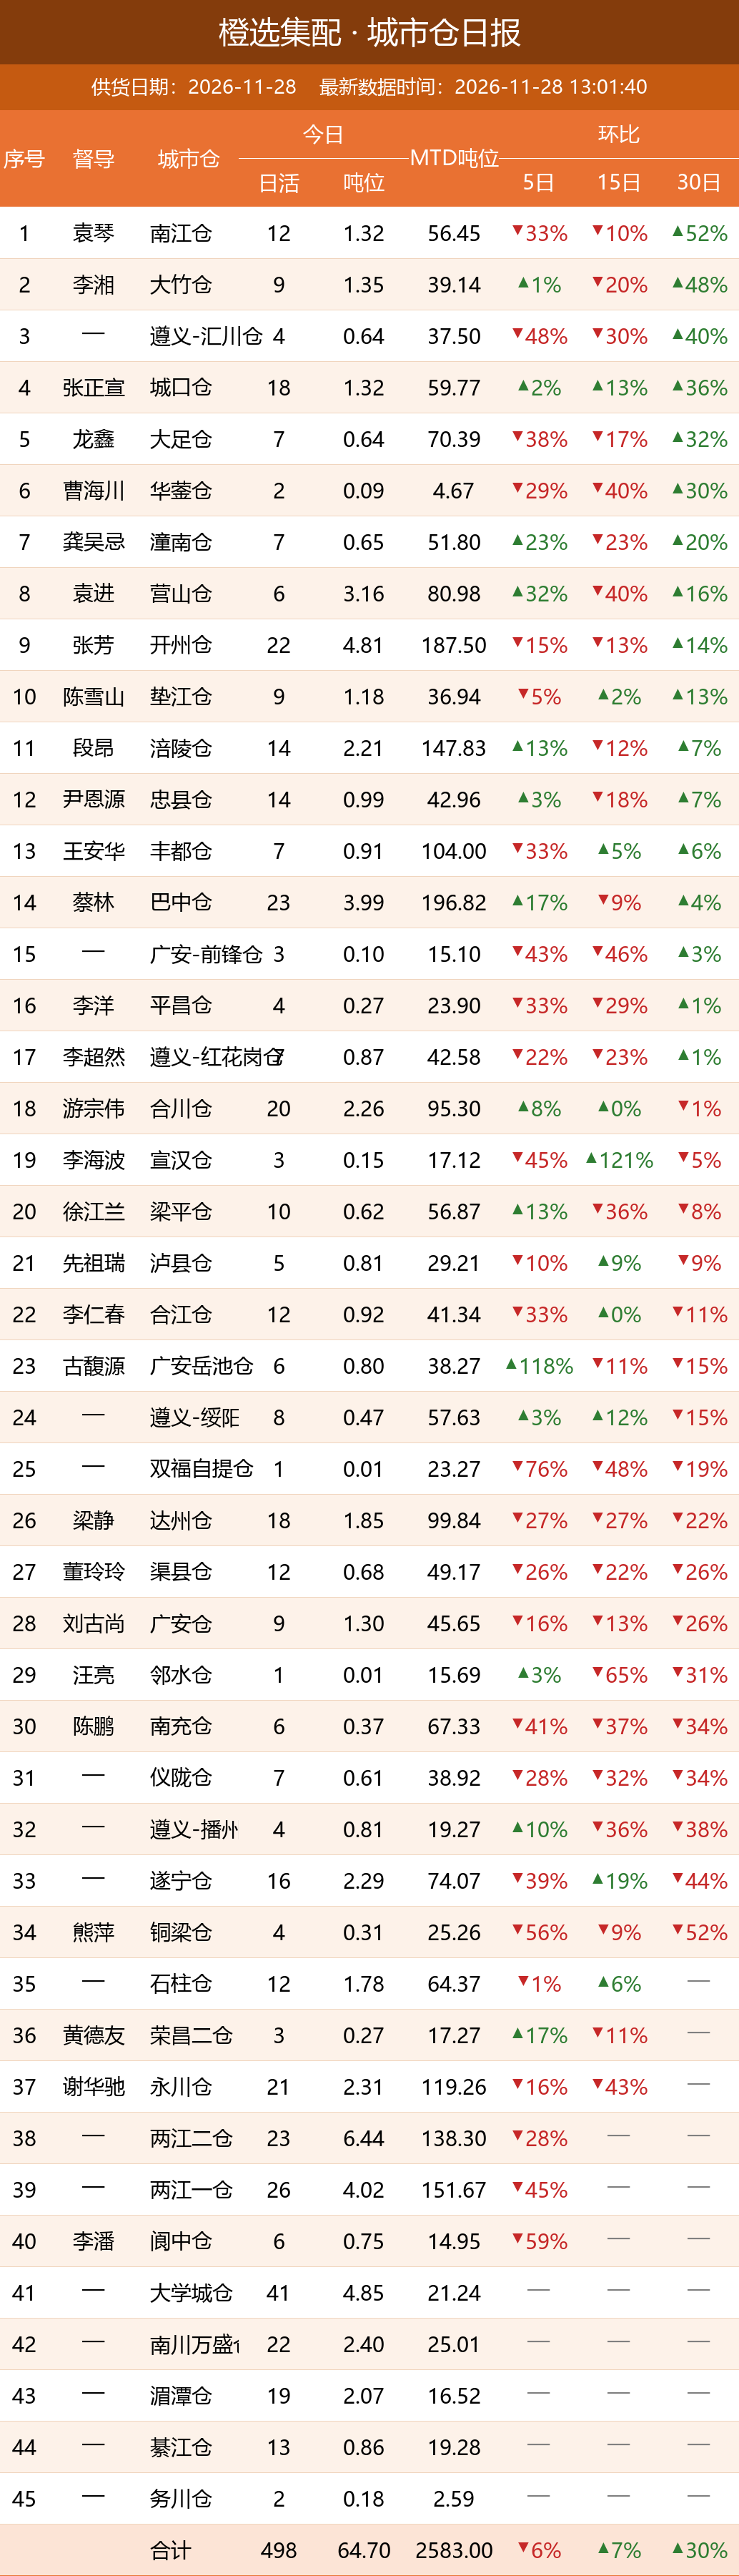 橙选集配 · 城市仓日报
供货日期：2026-11-28 最新数据时间：2026-11-28 13:01:40
序号 督导 城市仓 今日 MTD吨位 环比
日活 吨位 5日 15日 30日
1 袁琴 南江仓 12 1.32 56.45 ▼33% ▼10% ▲52%
2 李湘 大竹仓 9 1.35 39.14 ▲1% ▼20% ▲48%
3 — 遵义-汇川仓 4 0.64 37.50 ▼48% ▼30% ▲40%
4 张正宣 城口仓 18 1.32 59.77 ▲2% ▲13% ▲36%
5 龙鑫 大足仓 7 0.64 70.39 ▼38% ▼17% ▲32%
6 曹海川 华蓥仓 2 0.09 4.67 ▼29% ▼40% ▲30%
7 龚吴忌 潼南仓 7 0.65 51.80 ▲23% ▼23% ▲20%
8 袁进 营山仓 6 3.16 80.98 ▲32% ▼40% ▲16%
9 张芳 开州仓 22 4.81 187.50 ▼15% ▼13% ▲14%
10 陈雪山 垫江仓 9 1.18 36.94 ▼5% ▲2% ▲13%
11 段昂 涪陵仓 14 2.21 147.83 ▲13% ▼12% ▲7%
12 尹恩源 忠县仓 14 0.99 42.96 ▲3% ▼18% ▲7%
13 王安华 丰都仓 7 0.91 104.00 ▼33% ▲5% ▲6%
14 蔡林 巴中仓 23 3.99 196.82 ▲17% ▼9% ▲4%
15 — 广安-前锋仓 3 0.10 15.10 ▼43% ▼46% ▲3%
16 李洋 平昌仓 4 0.27 23.90 ▼33% ▼29% ▲1%
17 李超然 遵义-红花岗仓 7 0.87 42.58 ▼22% ▼23% ▲1%
18 游宗伟 合川仓 20 2.26 95.30 ▲8% ▲0% ▼1%
19 李海波 宣汉仓 3 0.15 17.12 ▼45% ▲121% ▼5%
20 徐江兰 梁平仓 10 0.62 56.87 ▲13% ▼36% ▼8%
21 先祖瑞 泸县仓 5 0.81 29.21 ▼10% ▲9% ▼9%
22 李仁春 合江仓 12 0.92 41.34 ▼33% ▲0% ▼11%
23 古馥源 广安岳池仓 6 0.80 38.27 ▲118% ▼11% ▼15%
24 — 遵义-绥阳 8 0.47 57.63 ▲3% ▲12% ▼15%
25 — 双福自提仓 1 0.01 23.27 ▼76% ▼48% ▼19%
26 梁静 达州仓 18 1.85 99.84 ▼27% ▼27% ▼22%
27 董玲玲 渠县仓 12 0.68 49.17 ▼26% ▼22% ▼26%
28 刘古尚 广安仓 9 1.30 45.65 ▼16% ▼13% ▼26%
29 汪亮 邻水仓 1 0.01 15.69 ▲3% ▼65% ▼31%
30 陈鹏 南充仓 6 0.37 67.33 ▼41% ▼37% ▼34%
31 — 仪陇仓 7 0.61 38.92 ▼28% ▼32% ▼34%
32 — 遵义-播州 4 0.81 19.27 ▲10% ▼36% ▼38%
33 — 遂宁仓 16 2.29 74.07 ▼39% ▲19% ▼44%
34 熊萍 铜梁仓 4 0.31 25.26 ▼56% ▼9% ▼52%
35 — 石柱仓 12 1.78 64.37 ▼1% ▲6% —
36 黄德友 荣昌二仓 3 0.27 17.27 ▲17% ▼11% —
37 谢华驰 永川仓 21 2.31 119.26 ▼16% ▼43% —
38 — 两江二仓 23 6.44 138.30 ▼28% — —
39 — 两江一仓 26 4.02 151.67 ▼45% — —
40 李潘 阆中仓 6 0.75 14.95 ▼59% — —
41 — 大学城仓 41 4.85 21.24 — — —
42 — 南川万盛 22 2.40 25.01 — — —
43 — 湄潭仓 19 2.07 16.52 — — —
44 — 綦江仓 13 0.86 19.28 — — —
45 — 务川仓 2 0.18 2.59 — — —
合计 498 64.70 2583.00 ▼6% ▲7% ▲30%